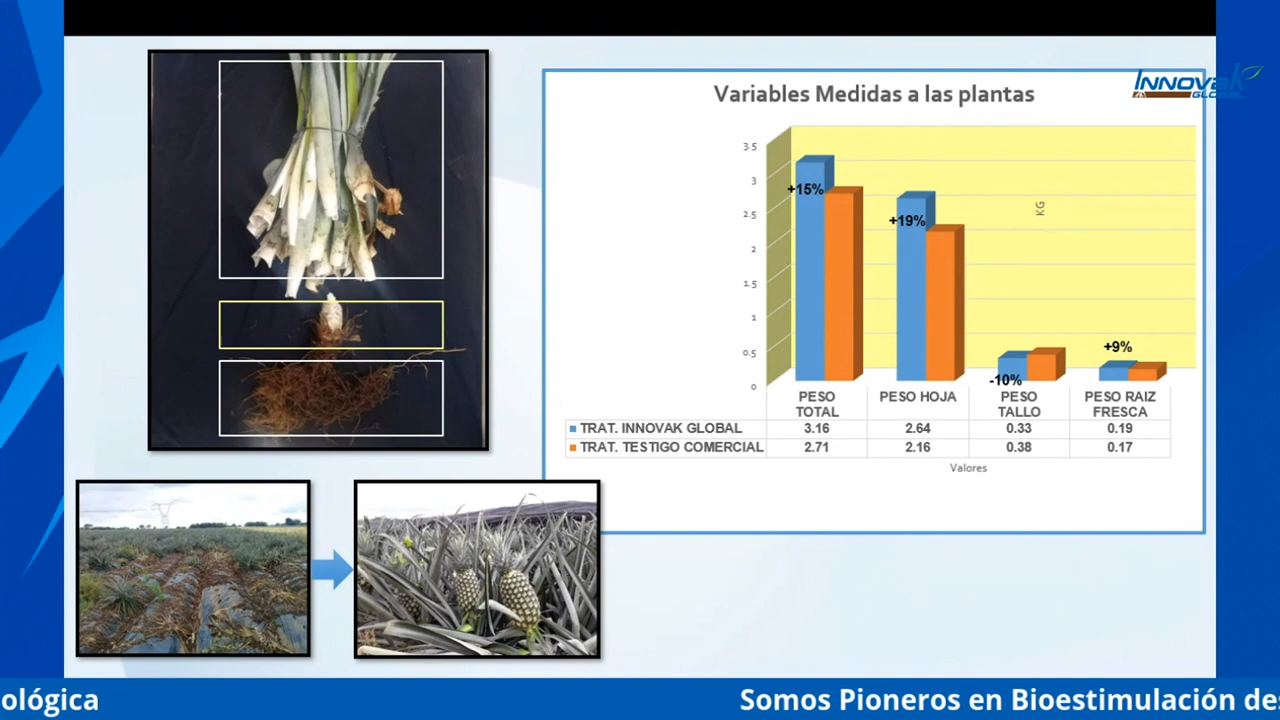 Variables Medidas a las plantas
INNOVAK
GLOBAL
3.5
3
2.5
2
1.5
1
0.5
0
KG
+15%
+19%
-10%
+9%
PESO TOTAL
PESO HOJA
PESO TALLO
PESO RAIZ FRESCA
TRAT. INNOVAK GLOBAL 3.16 2.64 0.33 0.19
TRAT. TESTIGO COMERCIAL 2.71 2.16 0.38 0.17
Valores
ológica
Somos Pioneros en Bioestimulación des